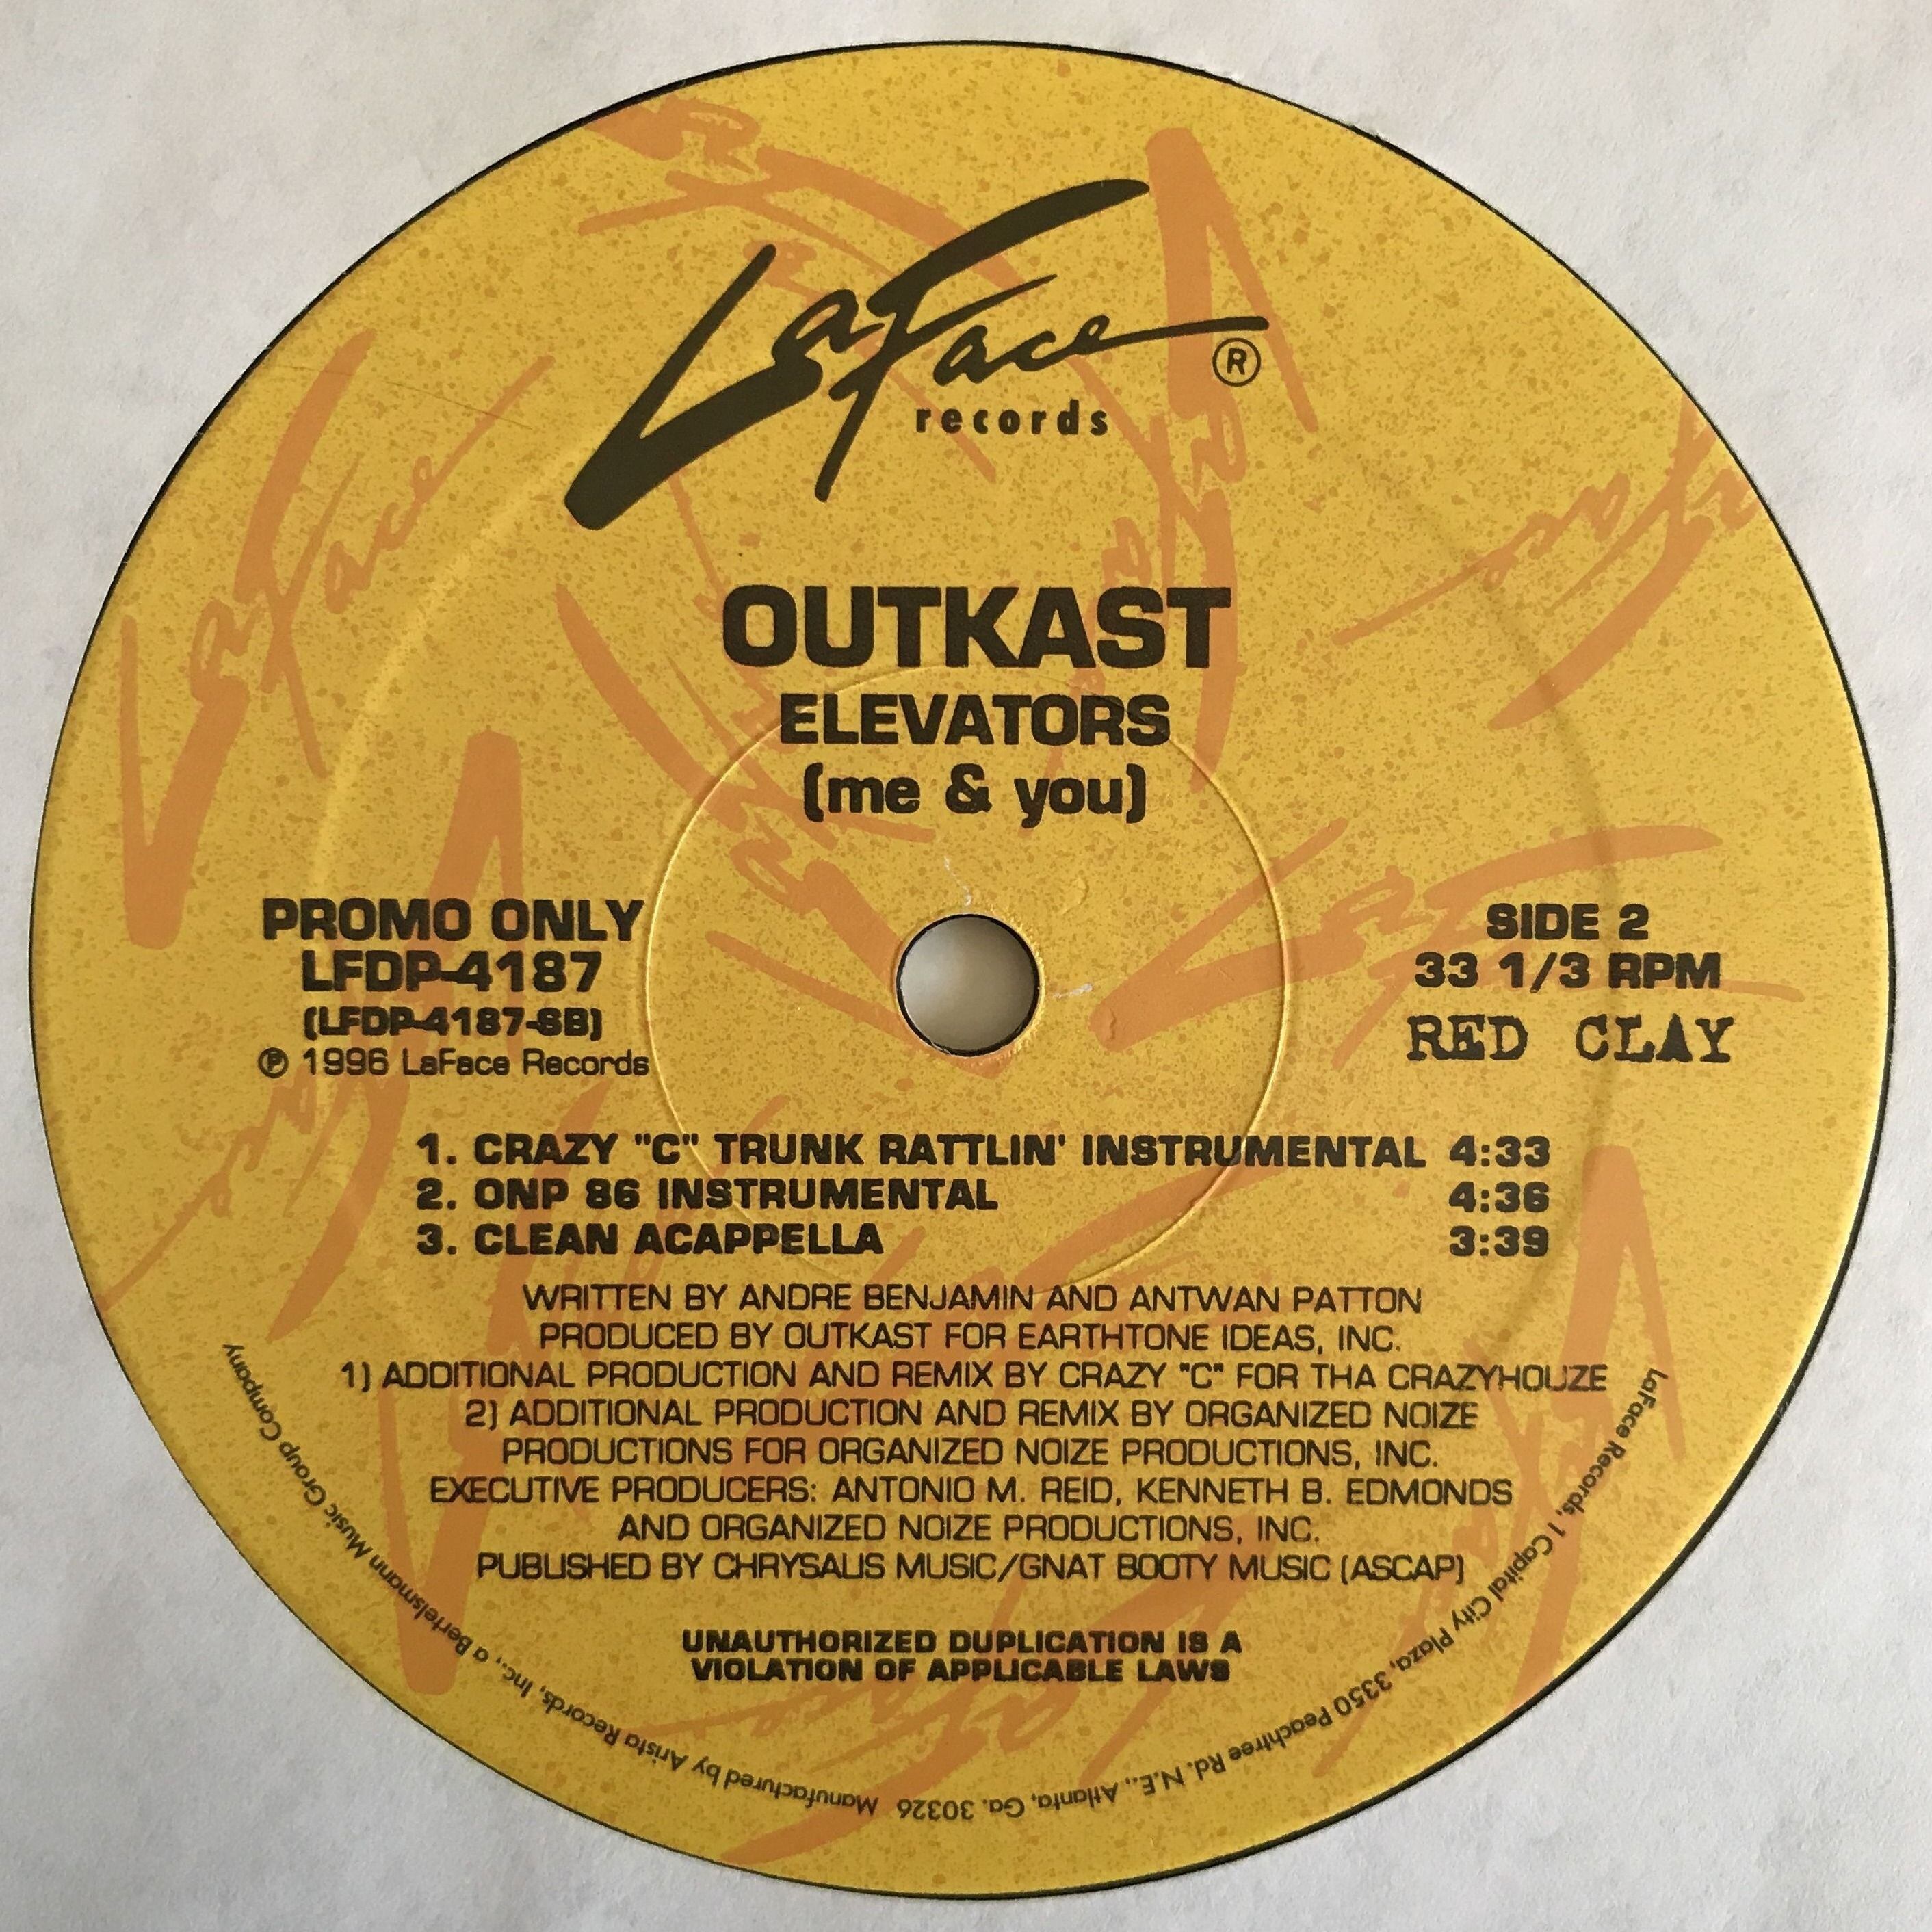 LaFace ®
records
OUTKAST
ELEVATORS
(me & you)
PROMO ONLY
LFDP-4187
(LFDP-4187-SB)
℗ 1996 LaFace Records
SIDE 2
33 1/3 RPM
RED CLAY
1. CRAZY "C" TRUNK RATTLIN' INSTRUMENTAL 4:33
2. ONP 86 INSTRUMENTAL 4:36
3. CLEAN ACAPPELLA 3:39
WRITTEN BY ANDRE BENJAMIN AND ANTWAN PATTON
PRODUCED BY OUTKAST FOR EARTHTONE IDEAS, INC.
1) ADDITIONAL PRODUCTION AND REMIX BY CRAZY "C" FOR THA CRAZYHOUZE
2) ADDITIONAL PRODUCTION AND REMIX BY ORGANIZED NOIZE
PRODUCTIONS FOR ORGANIZED NOIZE PRODUCTIONS, INC.
EXECUTIVE PRODUCERS: ANTONIO M. REID, KENNETH B. EDMONDS
AND ORGANIZED NOIZE PRODUCTIONS, INC.
PUBLISHED BY CHRYSALIS MUSIC/GNAT BOOTY MUSIC (ASCAP)
UNAUTHORIZED DUPLICATION IS A
VIOLATION OF APPLICABLE LAWS
LaFace Records, 1 Capital City Plaza, 3350 Peachtree Rd. N.E., Atlanta, Ga. 30326 Manufactured by Arista Records, Inc., a Bertelsmann Music Group Company